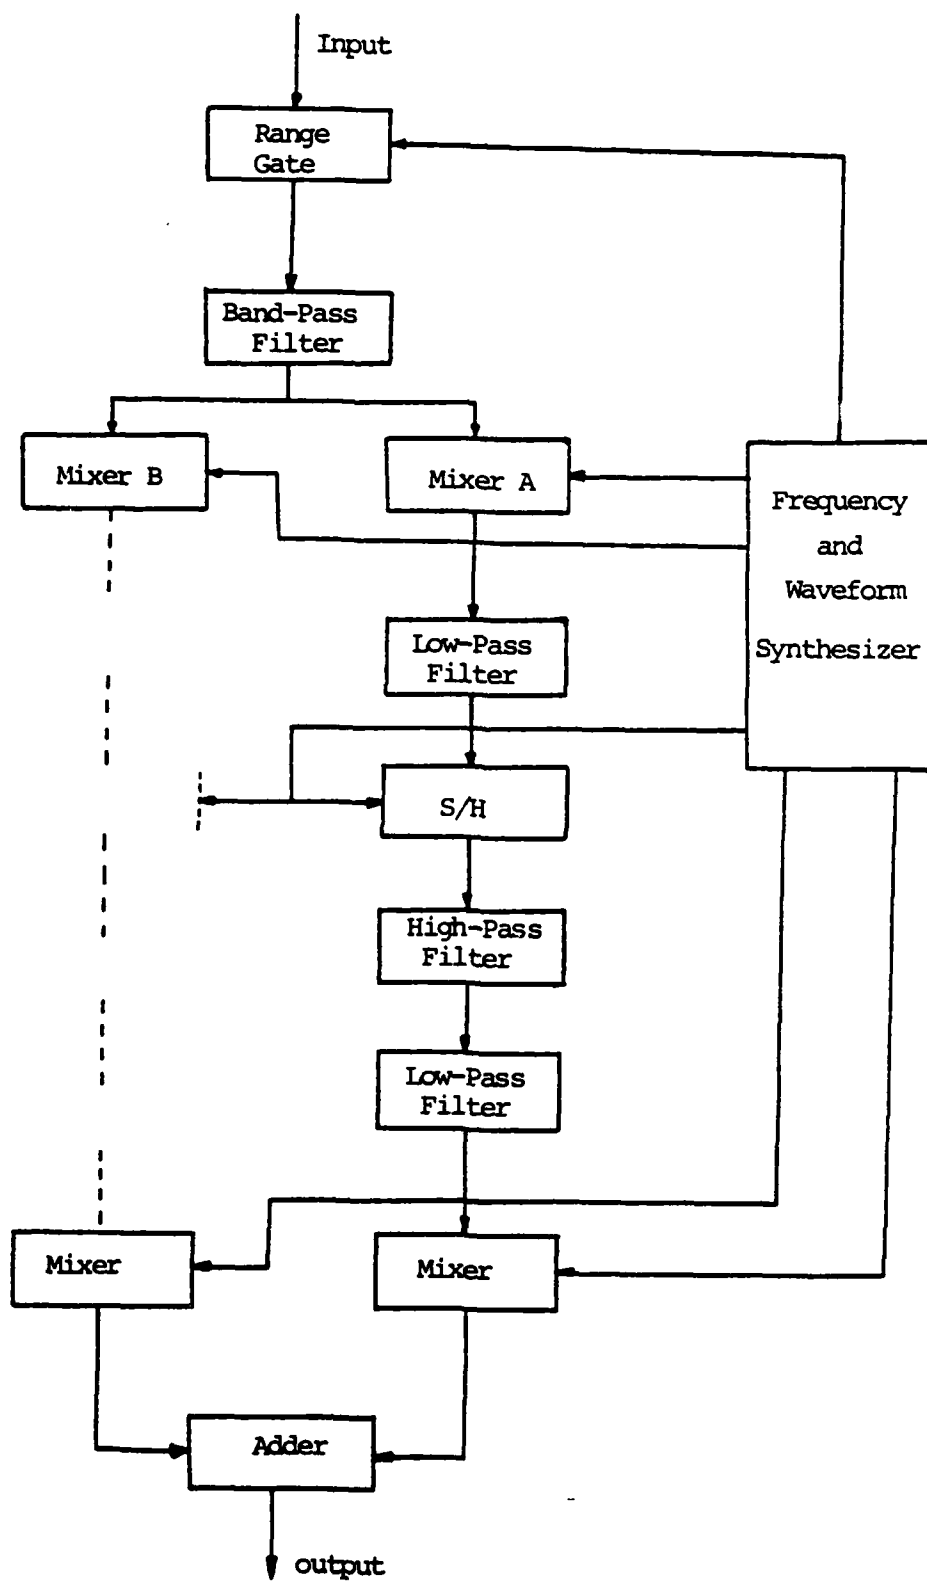 Input
Range
Gate
Band-Pass
Filter
Mixer B
Mixer A
Frequency
and
Waveform
Synthesizer
Low-Pass
Filter
S/H
High-Pass
Filter
Low-Pass
Filter
Mixer
Mixer
Adder
output